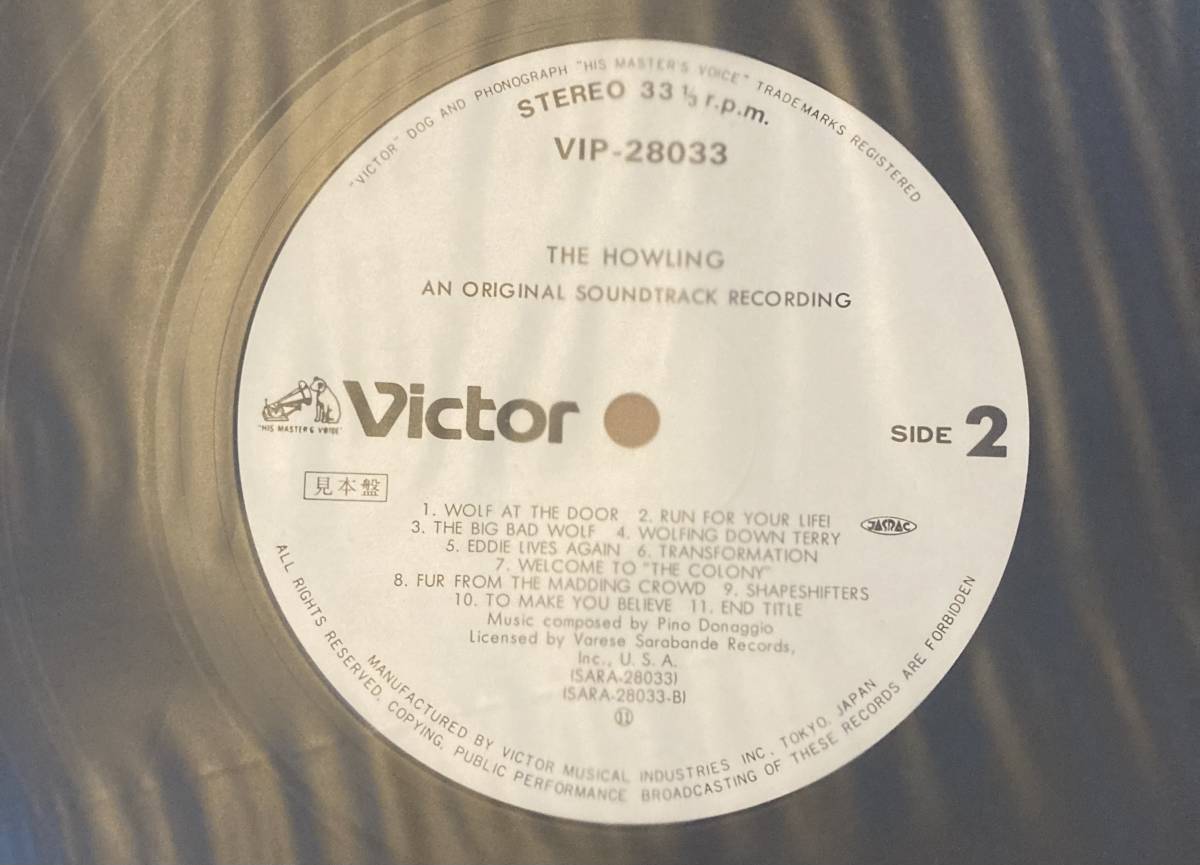 "VICTOR" DOG AND PHONOGRAPH "HIS MASTER'S VOICE" TRADEMARKS REGISTERED
STEREO 33 ⅓ r.p.m.
VIP-28033
THE HOWLING
AN ORIGINAL SOUNDTRACK RECORDING
"HIS MASTER'S VOICE"
Victor
SIDE 2
見本盤
1. WOLF AT THE DOOR 2. RUN FOR YOUR LIFE!
3. THE BIG BAD WOLF 4. WOLFING DOWN TERRY
5. EDDIE LIVES AGAIN 6. TRANSFORMATION
7. WELCOME TO "THE COLONY"
8. FUR FROM THE MADDING CROWD 9. SHAPESHIFTERS
10. TO MAKE YOU BELIEVE 11. END TITLE
JASRAC
Music composed by Pino Donaggio
Licensed by Varese Sarabande Records,
Inc., U. S. A.
(SARA-28033)
(SARA-28033-B)
MANUFACTURED BY VICTOR MUSICAL INDUSTRIES INC. TOKYO, JAPAN
ALL RIGHTS RESERVED. COPYING, PUBLIC PERFORMANCE BROADCASTING OF THESE RECORDS ARE FORBIDDEN